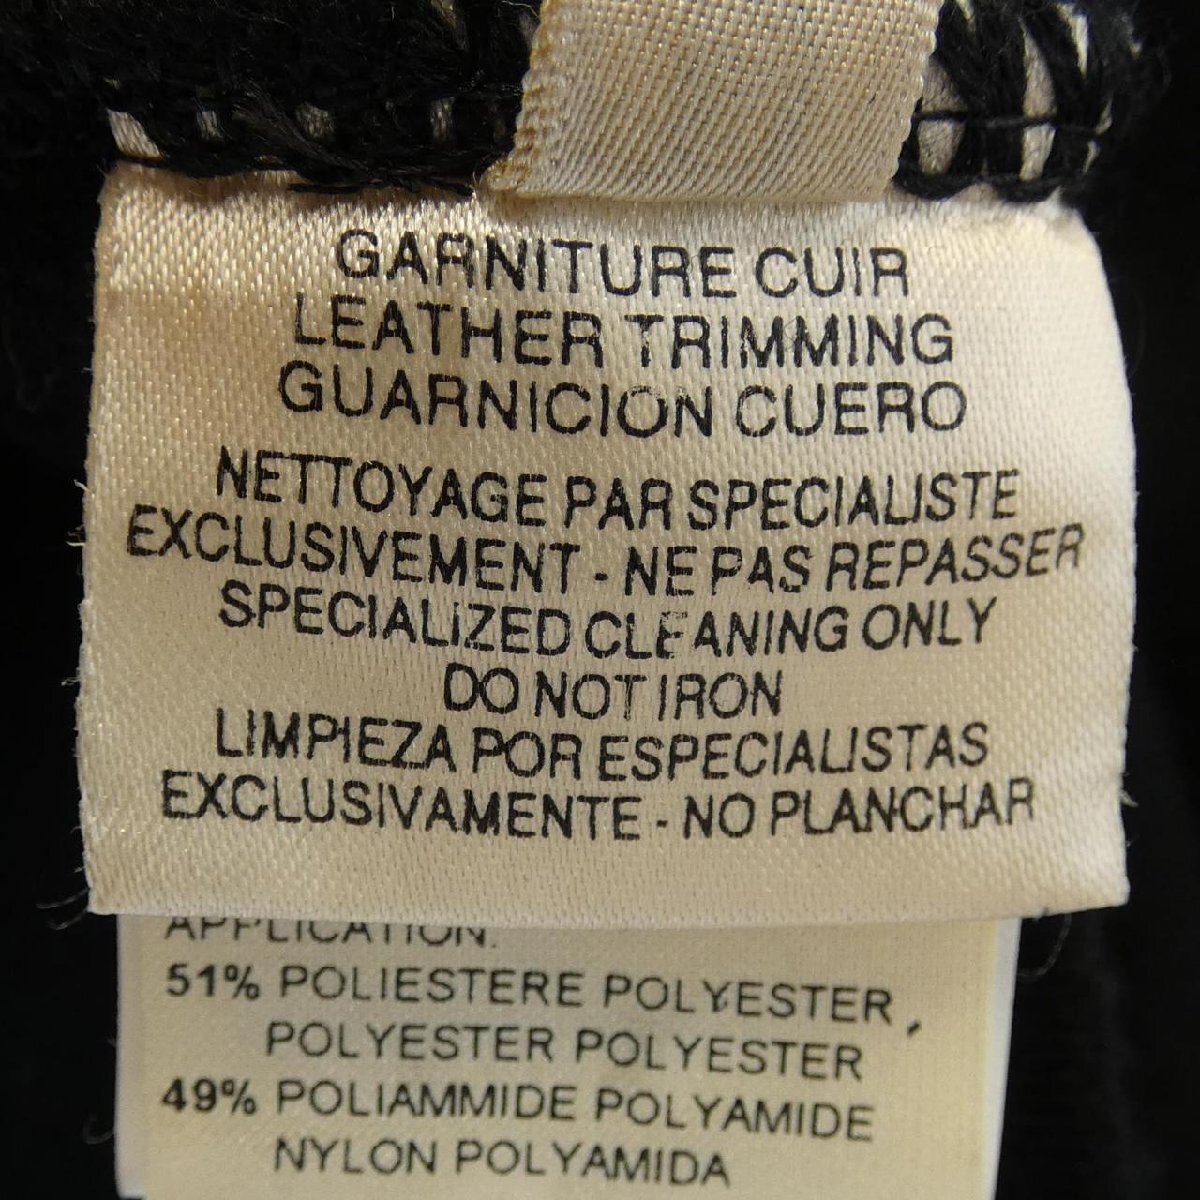 GARNITURE CUIR
LEATHER TRIMMING
GUARNICION CUERO
NETTOYAGE PAR SPECIALISTE
EXCLUSIVEMENT - NE PAS REPASSER
SPECIALIZED CLEANING ONLY
DO NOT IRON
LIMPIEZA POR ESPECIALISTAS
EXCLUSIVAMENTE - NO PLANCHAR
APPLICATION:
51% POLIESTERE POLYESTER
POLYESTER POLYESTER
49% POLIAMMIDE POLYAMIDE
NYLON POLYAMIDA